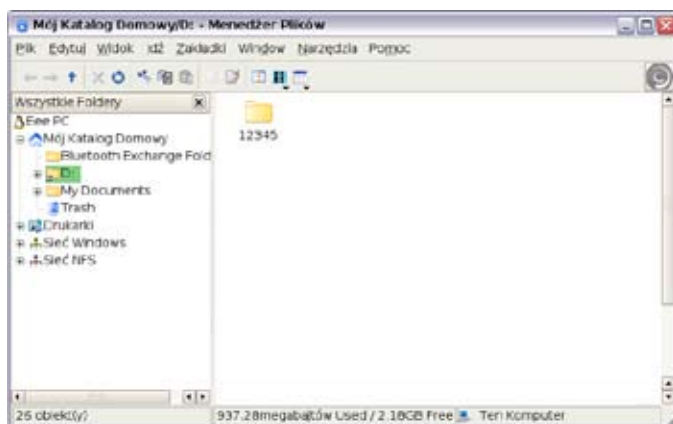 Mój Katalog Domowy/D: - Menedżer Plików
Plik Edytuj Widok Idź Zakładki Window Narzędzia Pomoc
Wszystkie Foldery
Eee PC
Mój Katalog Domowy
Bluetooth Exchange Fold
D:
My Documents
Trash
Drukarki
Sieć Windows
Sieć NFS
12345
26 obiekt(y)
937.28megabajtów Used / 2.18GB Free
Ten Komputer